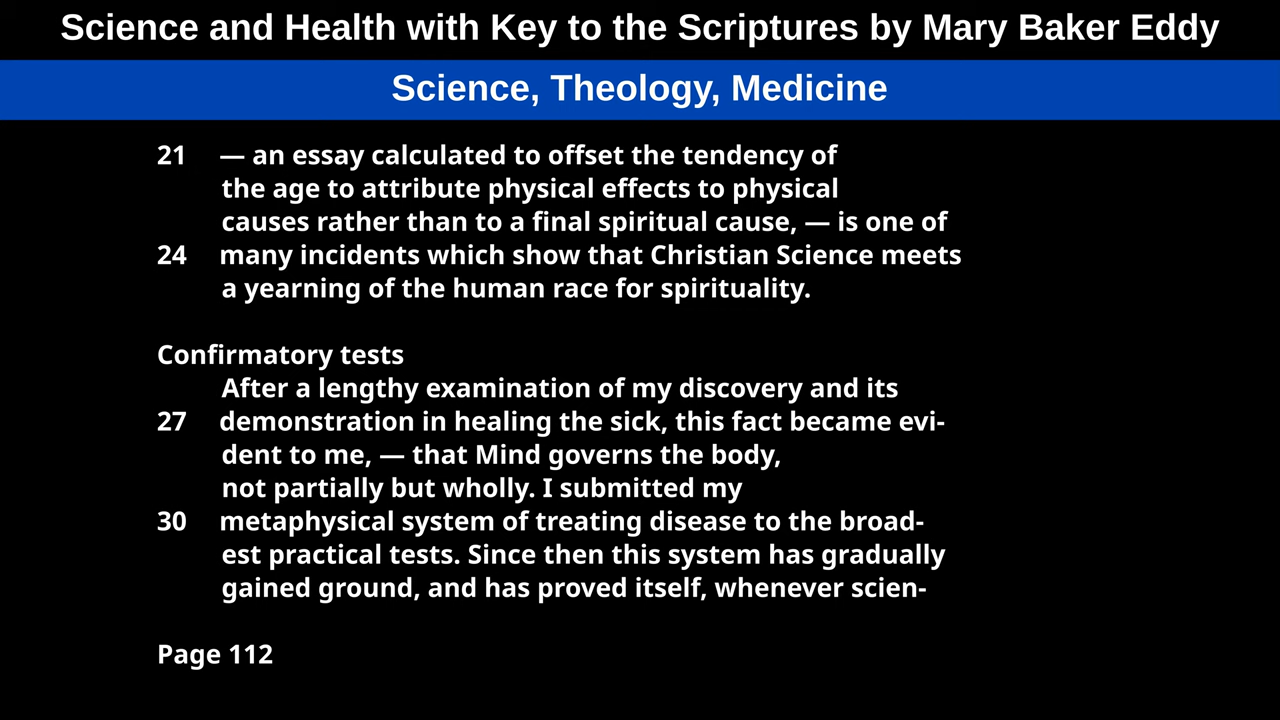 Science and Health with Key to the Scriptures by Mary Baker Eddy
Science, Theology, Medicine
21 — an essay calculated to offset the tendency of
the age to attribute physical effects to physical
causes rather than to a final spiritual cause, — is one of
24 many incidents which show that Christian Science meets
a yearning of the human race for spirituality.
Confirmatory tests
After a lengthy examination of my discovery and its
27 demonstration in healing the sick, this fact became evi-
dent to me, — that Mind governs the body,
not partially but wholly. I submitted my
30 metaphysical system of treating disease to the broad-
est practical tests. Since then this system has gradually
gained ground, and has proved itself, whenever scien-
Page 112